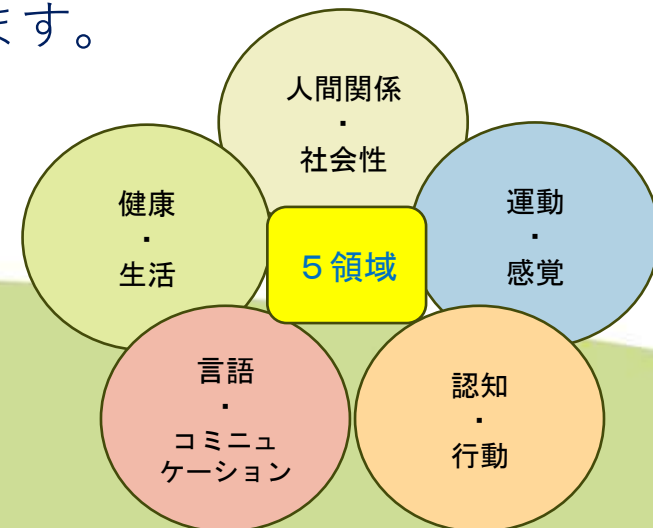 ます。
人間関係
・
社会性
健康
・
生活
運動
・
感覚
５領域
言語
・
コミニュ
ケーション
認知
・
行動